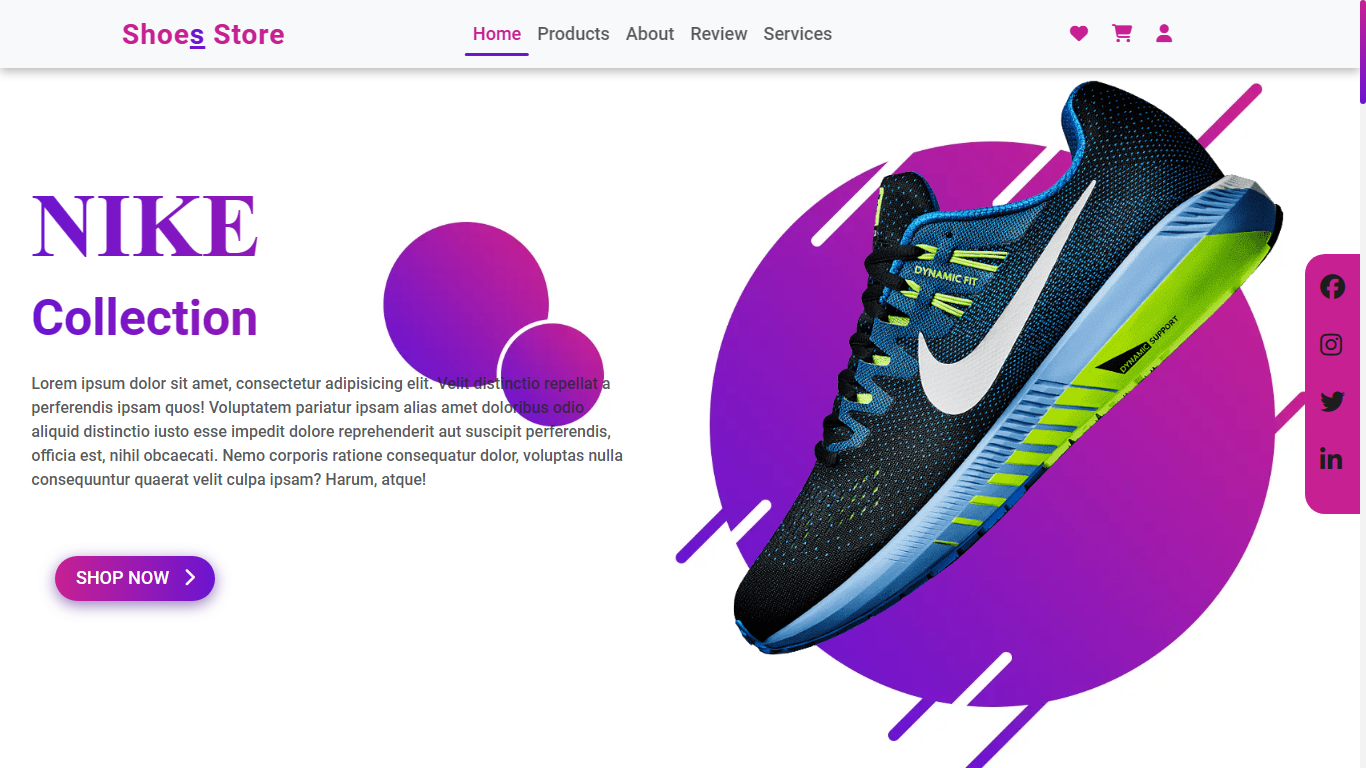 Shoes Store
Home Products About Review Services
NIKE
Collection
Lorem ipsum dolor sit amet, consectetur adipisicing elit. Velit distinctio repellat a
perferendis ipsam quos! Voluptatem pariatur ipsam alias amet doloribus odio
aliquid distinctio iusto esse impedit dolore reprehenderit aut suscipit perferendis,
officia est, nihil obcaecati. Nemo corporis ratione consequatur dolor, voluptas nulla
consequuntur quaerat velit culpa ipsam? Harum, atque!
SHOP NOW
DYNAMIC FIT
DYNAMIC SUPPORT